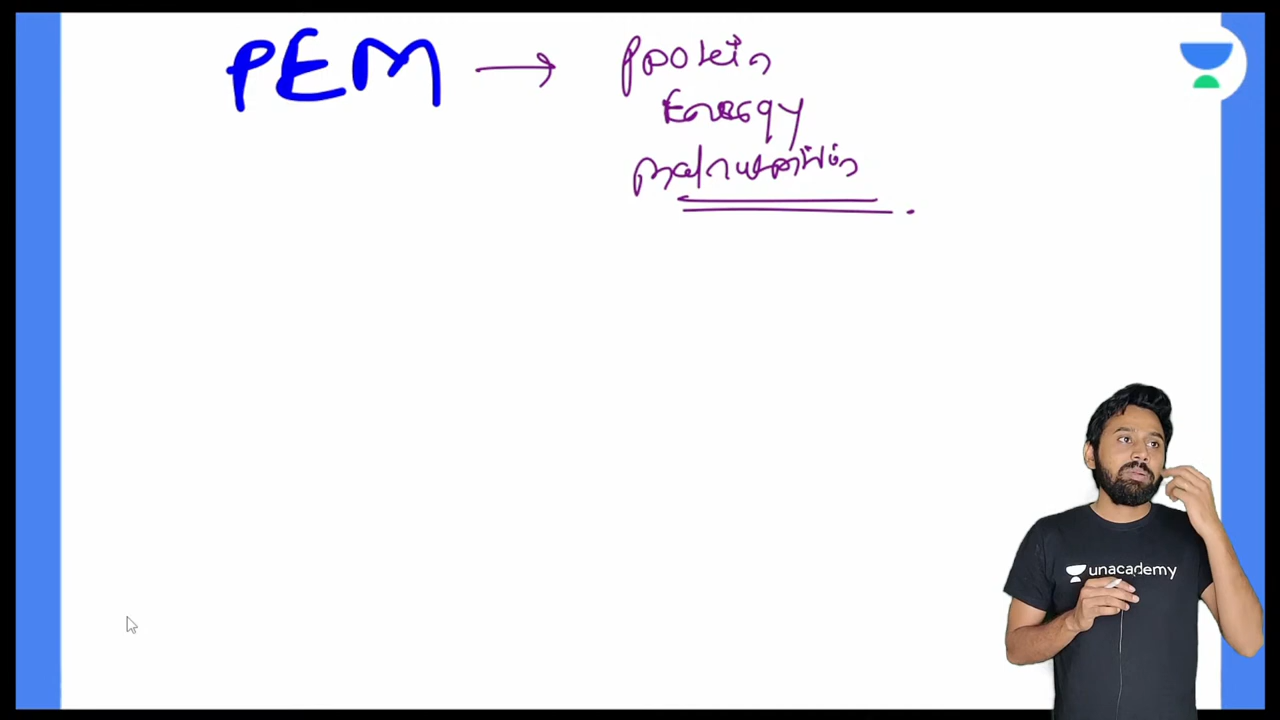 PEM → Protein
Energy
Malnutrition
unacademy